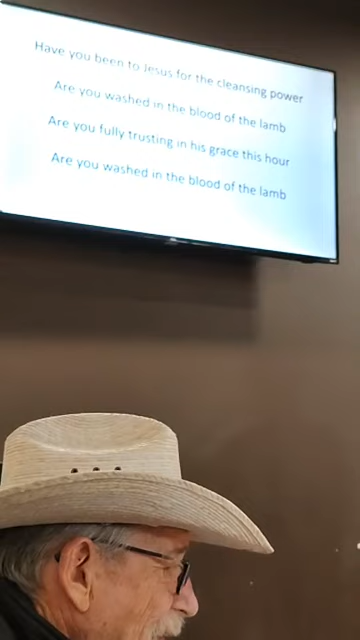 Have you been to Jesus for the cleansing power
Are you washed in the blood of the lamb
Are you fully trusting in his grace this hour
Are you washed in the blood of the lamb